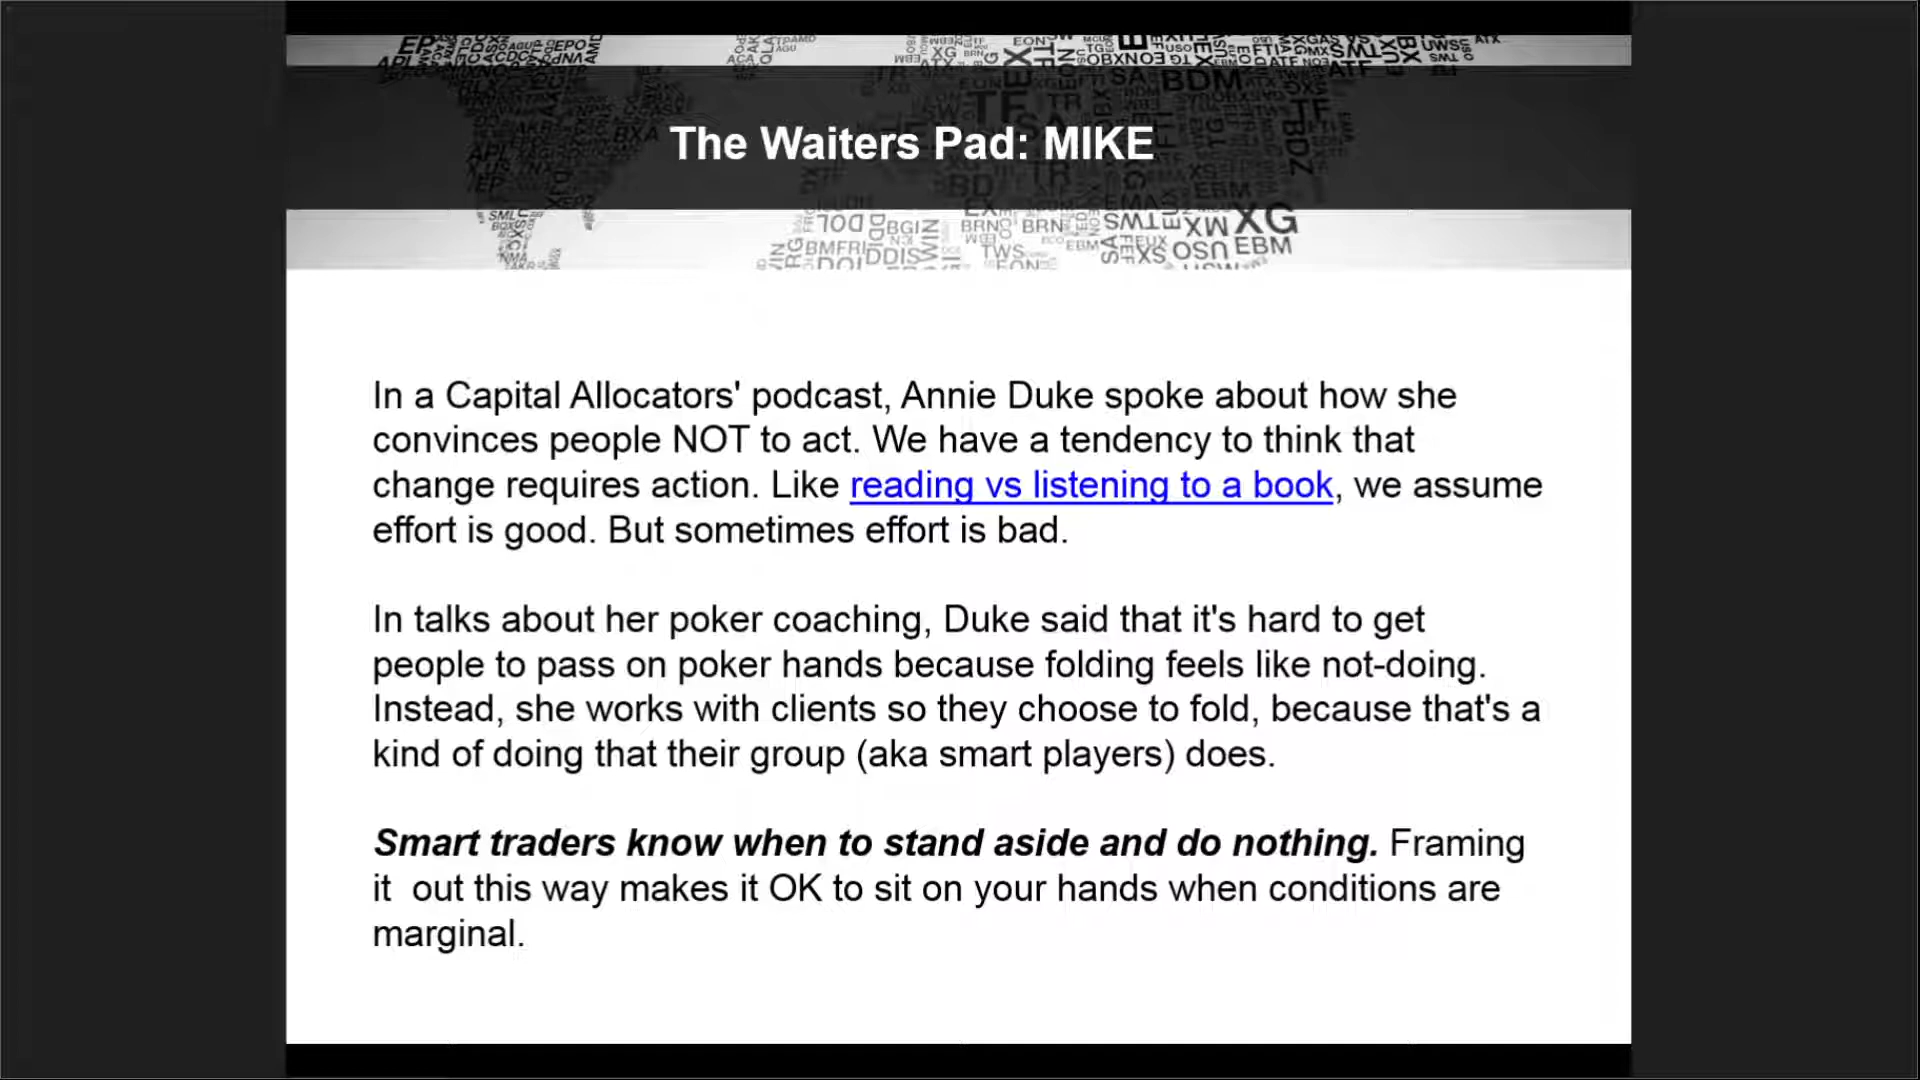 The Waiters Pad: MIKE
In a Capital Allocators' podcast, Annie Duke spoke about how she
convinces people NOT to act. We have a tendency to think that
change requires action. Like reading vs listening to a book, we assume
effort is good. But sometimes effort is bad.
In talks about her poker coaching, Duke said that it's hard to get
people to pass on poker hands because folding feels like not-doing.
Instead, she works with clients so they choose to fold, because that's a
kind of doing that their group (aka smart players) does.
Smart traders know when to stand aside and do nothing. Framing
it  out this way makes it OK to sit on your hands when conditions are
marginal.